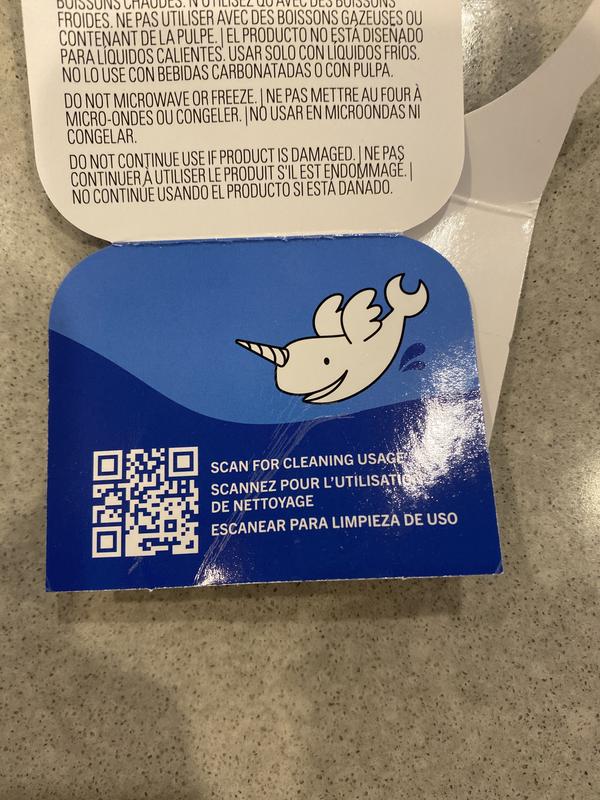 BOISSONS CHAUDES. N'UTILISEZ QU'AVEC DES BOISSONS
FROIDES. NE PAS UTILISER AVEC DES BOISSONS GAZEUSES OU
CONTENANT DE LA PULPE. | EL PRODUCTO NO ESTÁ DISEÑADO
PARA LÍQUIDOS CALIENTES. USAR SOLO CON LÍQUIDOS FRÍOS.
NO LO USE CON BEBIDAS CARBONATADAS O CON PULPA.
DO NOT MICROWAVE OR FREEZE. | NE PAS METTRE AU FOUR À
MICRO-ONDES OU CONGELER. | NO USAR EN MICROONDAS NI
CONGELAR.
DO NOT CONTINUE USE IF PRODUCT IS DAMAGED. | NE PAS
CONTINUER À UTILISER LE PRODUIT S'IL EST ENDOMMAGÉ. |
NO CONTINÚE USANDO EL PRODUCTO SI ESTÁ DAÑADO.
SCAN FOR CLEANING USAGE
SCANNEZ POUR L'UTILISATION
DE NETTOYAGE
ESCANEAR PARA LIMPIEZA DE USO